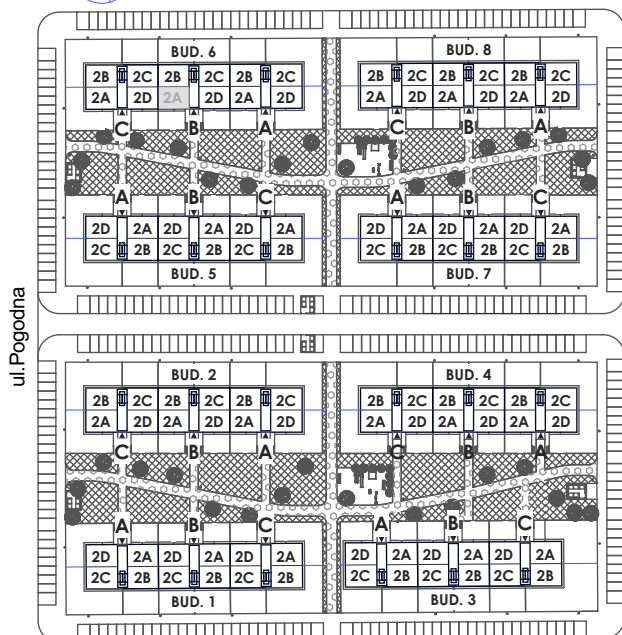 BUD. 6 BUD. 8
2B 2C 2B 2C 2B 2C 2B 2C 2B 2C 2B 2C
2A 2D 2A 2D 2A 2D 2A 2D 2A 2D 2A 2D
C B A C B A
A B C A B C
2D 2A 2D 2A 2D 2A 2D 2A 2D 2A 2D 2A
2C 2B 2C 2B 2C 2B 2C 2B 2C 2B 2C 2B
BUD. 5 BUD. 7
ul.Pogodna
BUD. 2 BUD. 4
2B 2C 2B 2C 2B 2C 2B 2C 2B 2C 2B 2C
2A 2D 2A 2D 2A 2D 2A 2D 2A 2D 2A 2D
C B A C B A
A B C A B C
2D 2A 2D 2A 2D 2A 2D 2A 2D 2A 2D 2A
2C 2B 2C 2B 2C 2B 2C 2B 2C 2B 2C 2B
BUD. 1 BUD. 3